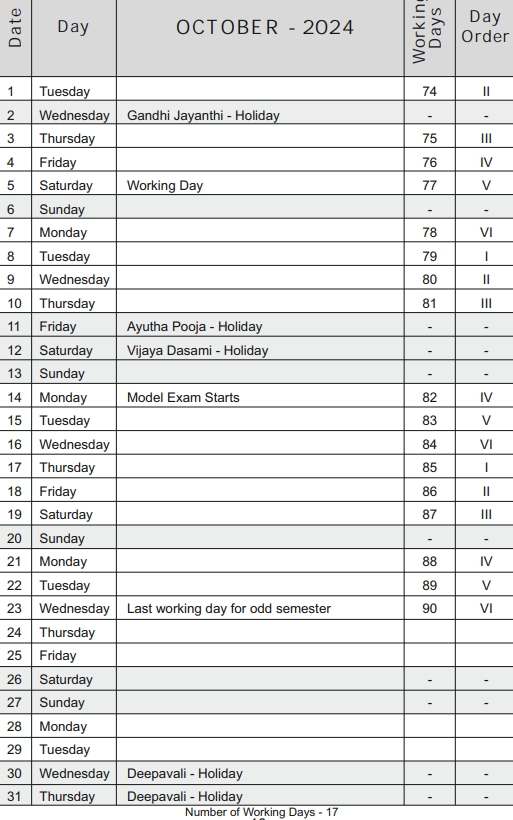 Date Day OCTOBER - 2024 Working Days Day Order
1 Tuesday 74 II
2 Wednesday Gandhi Jayanthi - Holiday - -
3 Thursday 75 III
4 Friday 76 IV
5 Saturday Working Day 77 V
6 Sunday - -
7 Monday 78 VI
8 Tuesday 79 I
9 Wednesday 80 II
10 Thursday 81 III
11 Friday Ayutha Pooja - Holiday - -
12 Saturday Vijaya Dasami - Holiday - -
13 Sunday - -
14 Monday Model Exam Starts 82 IV
15 Tuesday 83 V
16 Wednesday 84 VI
17 Thursday 85 I
18 Friday 86 II
19 Saturday 87 III
20 Sunday - -
21 Monday 88 IV
22 Tuesday 89 V
23 Wednesday Last working day for odd semester 90 VI
24 Thursday
25 Friday
26 Saturday - -
27 Sunday - -
28 Monday
29 Tuesday
30 Wednesday Deepavali - Holiday - -
31 Thursday Deepavali - Holiday - -
Number of Working Days - 17